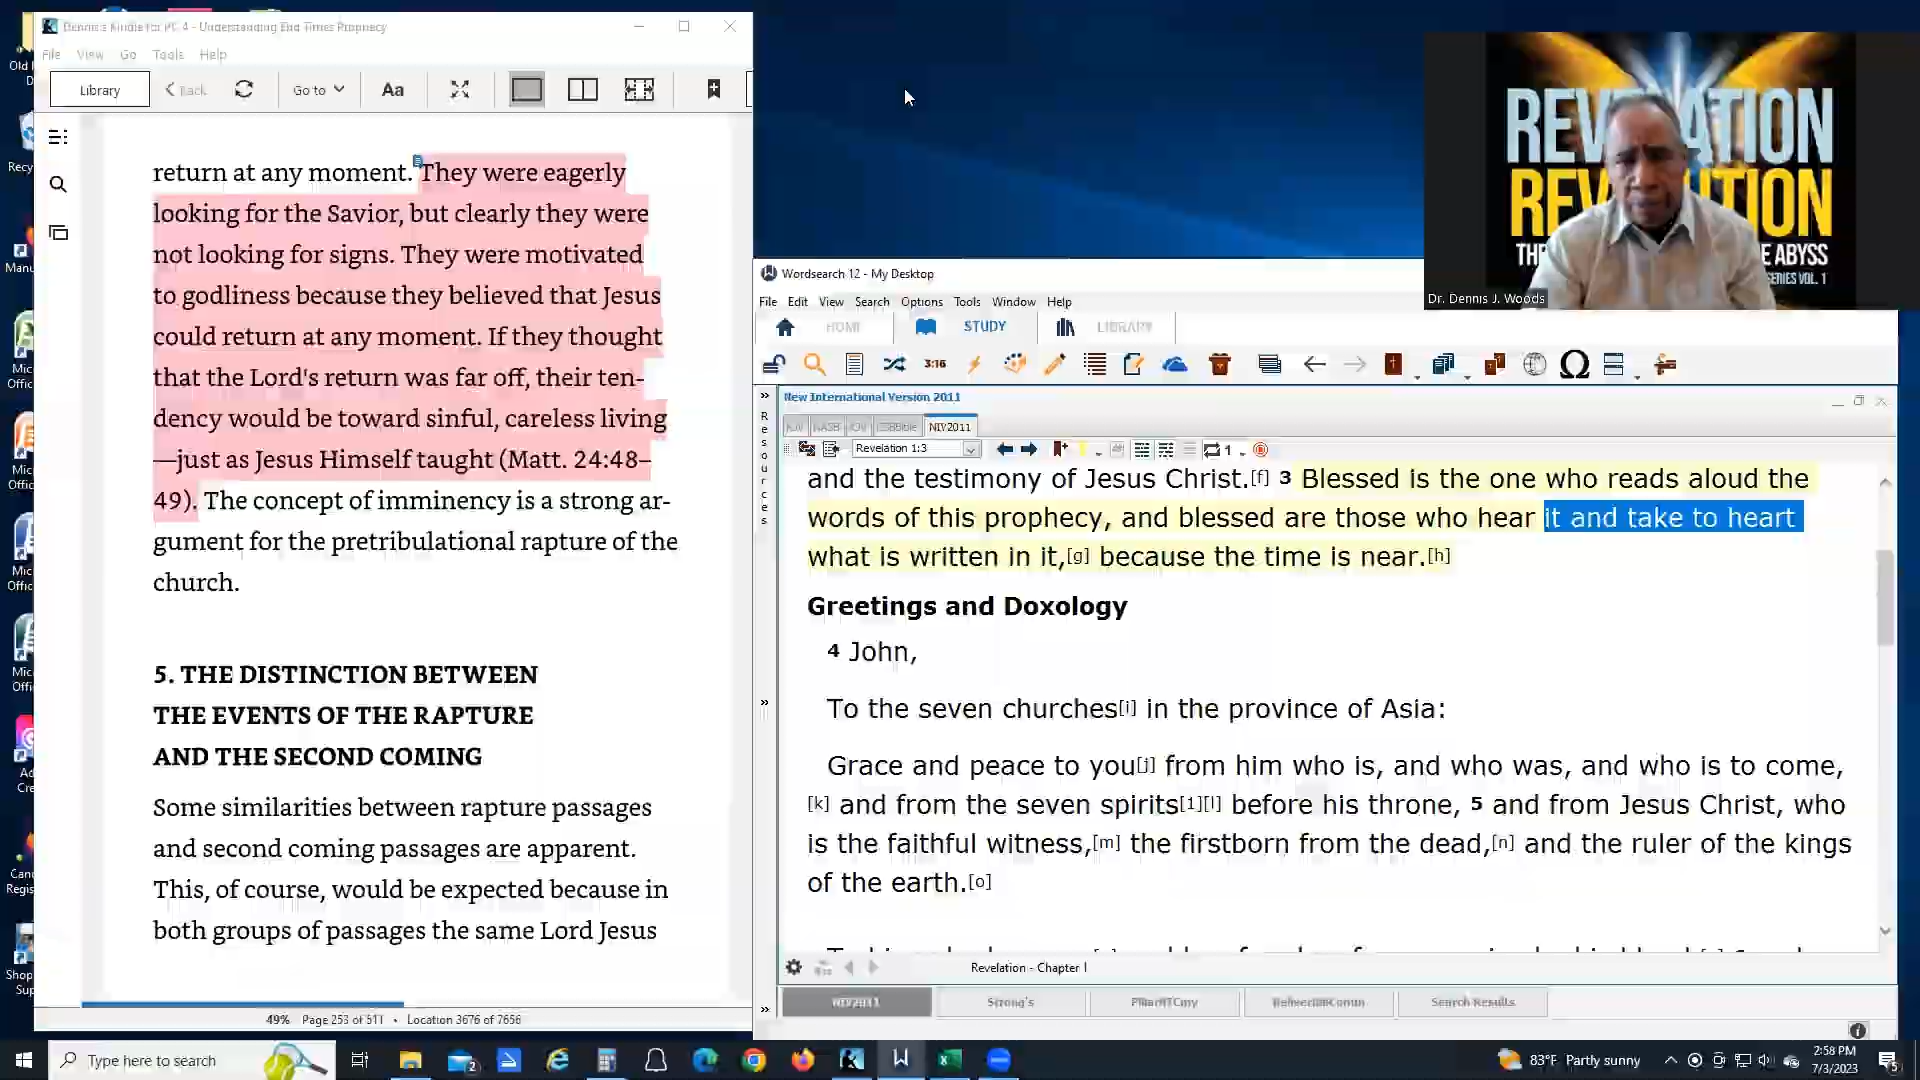 Dennis's Kindle for PC 4 - Understanding End Times Prophecy
File View Go Tools Help
Library
Back
Go to
Aa
return at any moment. They were eagerly
looking for the Savior, but clearly they were
not looking for signs. They were motivated
to godliness because they believed that Jesus
could return at any moment. If they thought
that the Lord's return was far off, their ten-
dency would be toward sinful, careless living
—just as Jesus Himself taught (Matt. 24:48–
49). The concept of imminency is a strong ar-
gument for the pretribulational rapture of the
church.
5. THE DISTINCTION BETWEEN
THE EVENTS OF THE RAPTURE
AND THE SECOND COMING
Some similarities between rapture passages
and second coming passages are apparent.
This, of course, would be expected because in
both groups of passages the same Lord Jesus
49% Page 253 of 511 • Location 3676 of 7656
REVELATION
THE ABYSS
SERIES VOL. 1
Dr. Dennis J. Woods
Wordsearch 12 - My Desktop
File Edit View Search Options Tools Window Help
HOME
STUDY
LIBRARY
3:16
Resources
New International Version 2011
NASB
NIV2011
Revelation 1:3
1
and the testimony of Jesus Christ.[f] 3 Blessed is the one who reads aloud the
words of this prophecy, and blessed are those who hear it and take to heart
what is written in it,[g] because the time is near.[h]
Greetings and Doxology
4 John,
To the seven churches[i] in the province of Asia:
Grace and peace to you[j] from him who is, and who was, and who is to come,
[k] and from the seven spirits[1][l] before his throne, 5 and from Jesus Christ, who
is the faithful witness,[m] the firstborn from the dead,[n] and the ruler of the kings
of the earth.[o]
Revelation - Chapter 1
NIV2011
Strong's
PillarNTCmy
Search Results
Type here to search
2
83°F Partly sunny
2:58 PM
7/3/2023
5